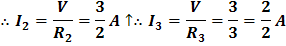 ∴ I₂ = V/R₂ = 3/2 A ↑∴ I₃ = V/R₃ = 3/3 = 2/2 A